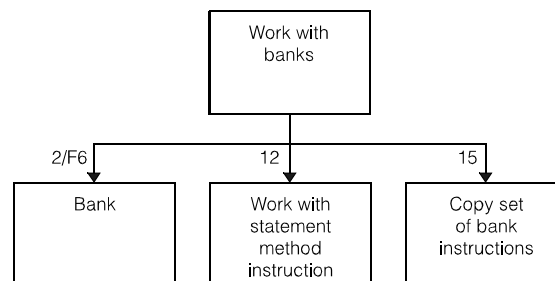 Work with
banks
2/F6
12
15
Bank
Work with
statement
method
instruction
Copy set
of bank
instructions